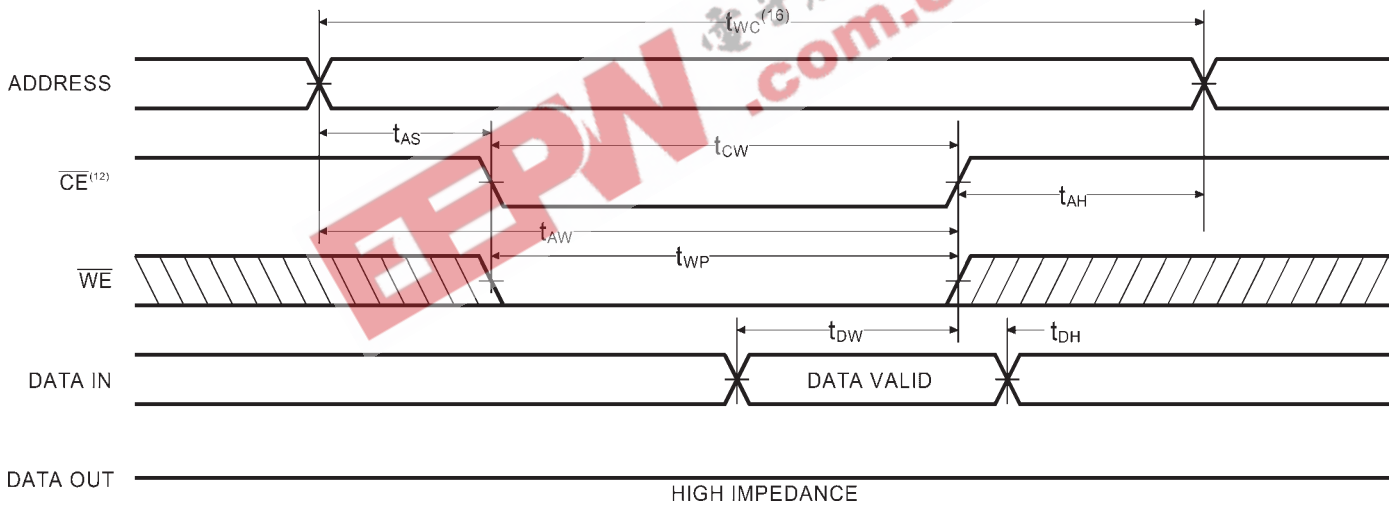 tWC(16)
ADDRESS
tAS
tCW
CE(12)
tAH
tAW
WE
tWP
tDW
tDH
DATA IN
DATA VALID
DATA OUT
HIGH IMPEDANCE
EEPW
.com.c